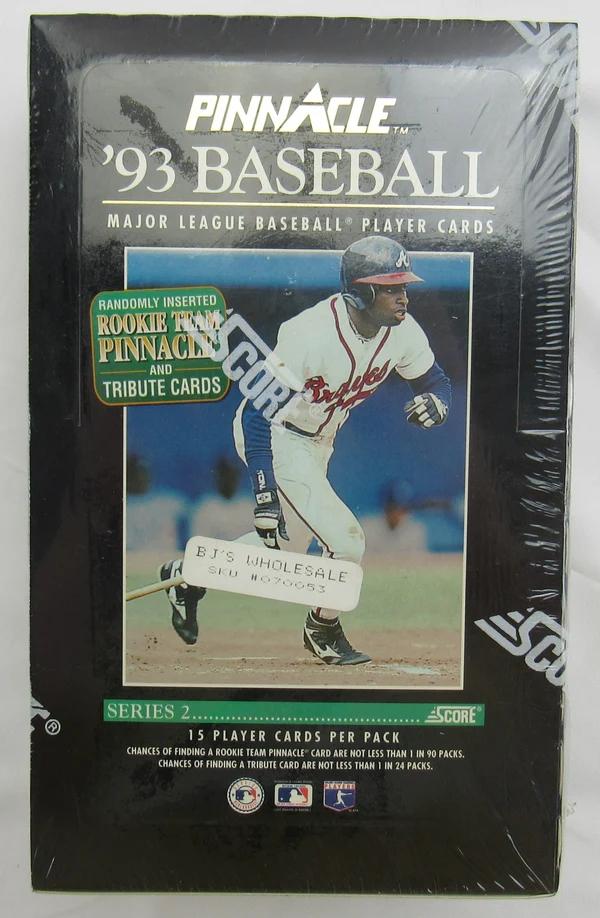 PINNACLE™
'93 BASEBALL
MAJOR LEAGUE BASEBALL® PLAYER CARDS
RANDOMLY INSERTED
ROOKIE TEAM
PINNACLE
AND
TRIBUTE CARDS
SCORE®
A
Braves
BJ'S WHOLESALE
SKU #070053
SCO
®
SERIES 2
SCORE®
15 PLAYER CARDS PER PACK
CHANCES OF FINDING A ROOKIE TEAM PINNACLE® CARD ARE NOT LESS THAN 1 IN 90 PACKS.
CHANCES OF FINDING A TRIBUTE CARD ARE NOT LESS THAN 1 IN 24 PACKS.
PLAYERS